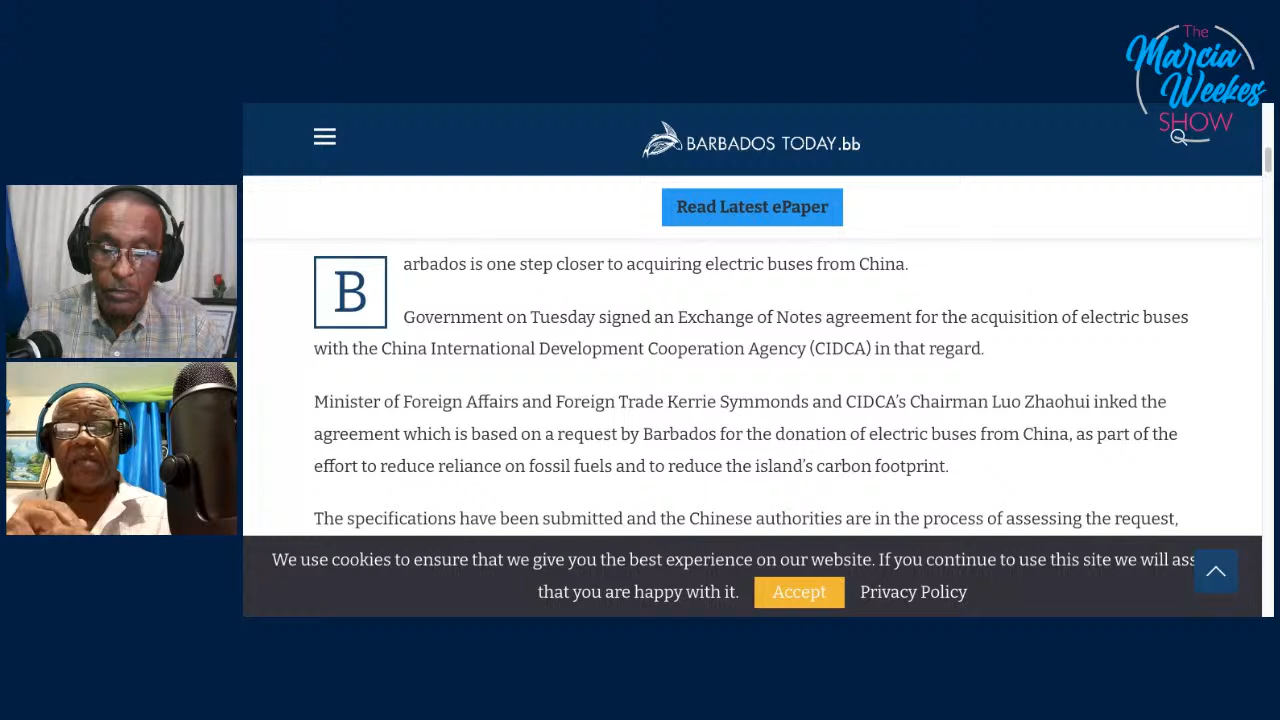 The
Marcia
Weekes
SHOW
BARBADOS TODAY.bb
Read Latest ePaper
Barbados is one step closer to acquiring electric buses from China.
Government on Tuesday signed an Exchange of Notes agreement for the acquisition of electric buses
with the China International Development Cooperation Agency (CIDCA) in that regard.
Minister of Foreign Affairs and Foreign Trade Kerrie Symmonds and CIDCA’s Chairman Luo Zhaohui inked the
agreement which is based on a request by Barbados for the donation of electric buses from China, as part of the
effort to reduce reliance on fossil fuels and to reduce the island’s carbon footprint.
The specifications have been submitted and the Chinese authorities are in the process of assessing the request,
We use cookies to ensure that we give you the best experience on our website. If you continue to use this site we will ass
that you are happy with it. Accept Privacy Policy